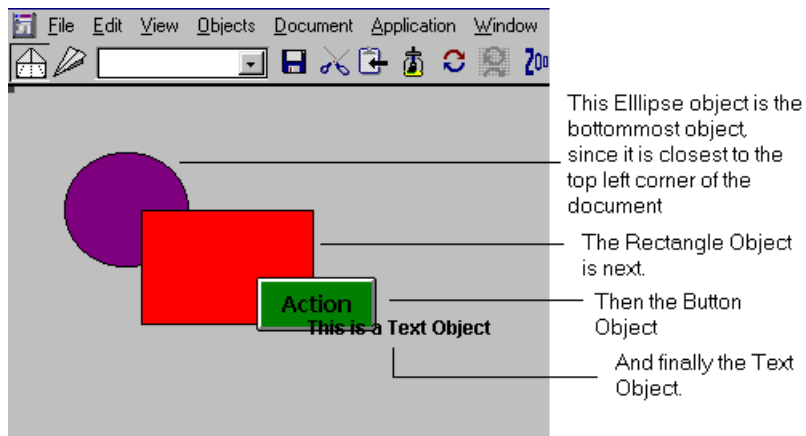 File Edit View Objects Document Application Window
Zoo
This Elllipse object is the
bottommost object,
since it is closest to the
top left corner of the
document
The Rectangle Object
is next.
Then the Button
Object
And finally the Text
Object.
Action
This is a Text Object